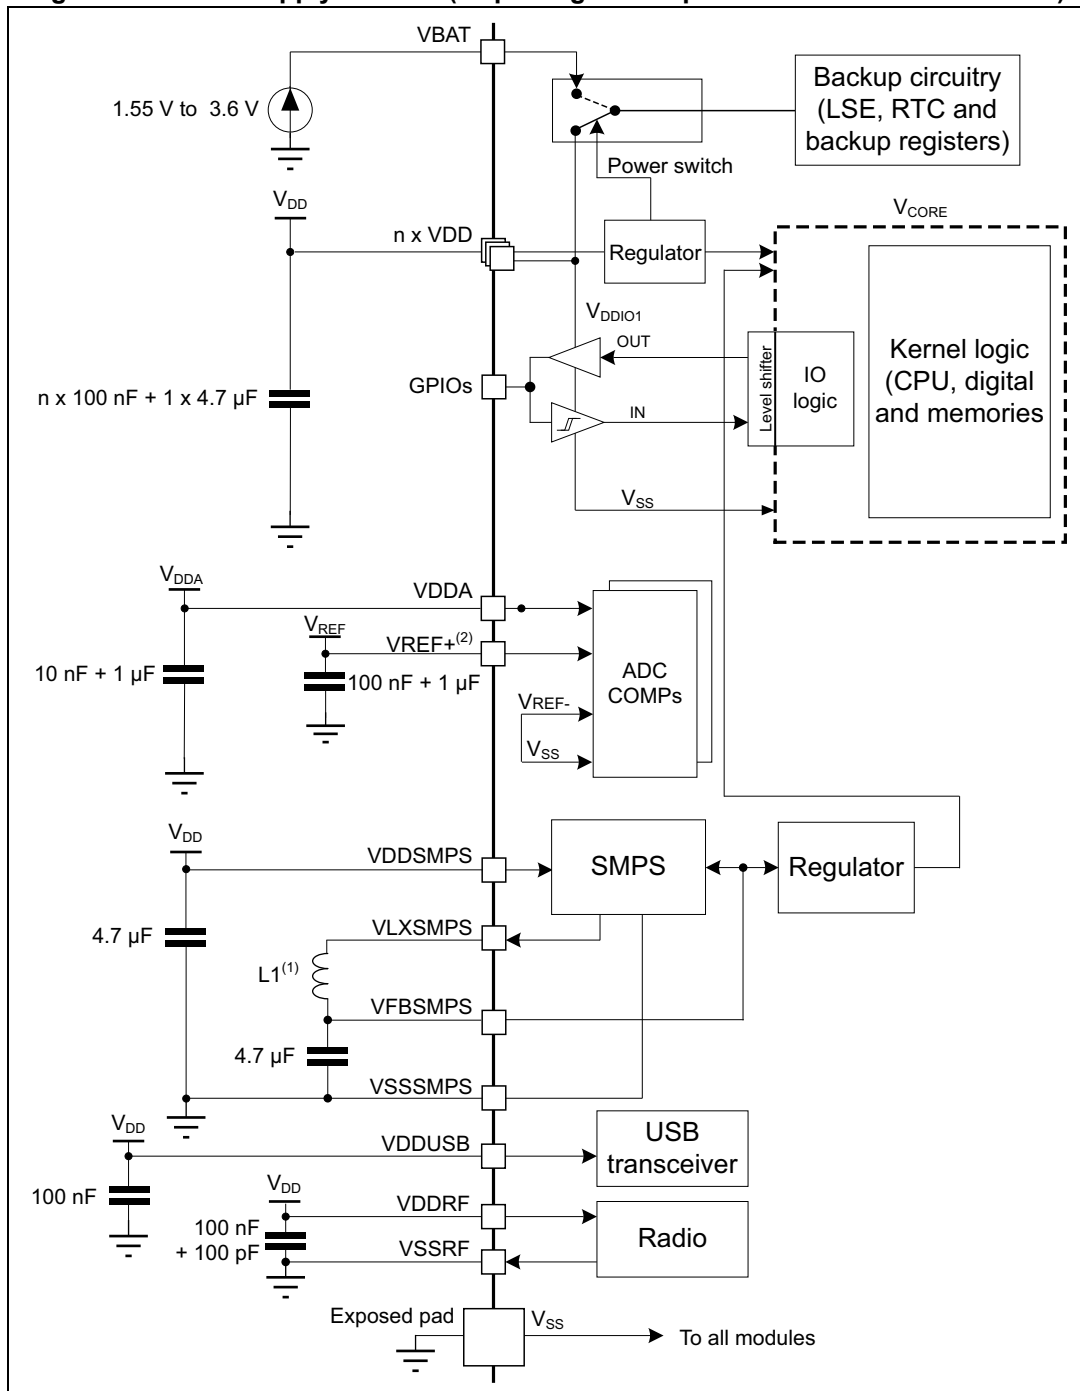 VBAT
1.55 V to 3.6 V
Backup circuitry
(LSE, RTC and
backup registers)
Power switch
VDD
n x VDD
Regulator
VCORE
VDDIO1
OUT
GPIOs
IN
Level shifter
IO
logic
Kernel logic
(CPU, digital
and memories
n x 100 nF + 1 x 4.7 µF
VSS
VDDA
VDDA
VREF
VREF+(2)
10 nF + 1 µF
100 nF + 1 µF
ADC
COMPs
VREF-
VSS
VDD
VDDSMPS
SMPS
Regulator
4.7 µF
VLXSMPS
L1(1)
VFBSMPS
4.7 µF
VSSSMPS
VDD
VDDUSB
USB
transceiver
100 nF
VDD
VDDRF
100 nF
+ 100 pF
VSSRF
Radio
Exposed pad
VSS
To all modules